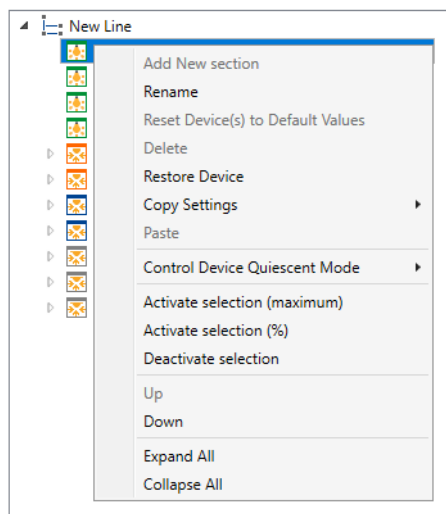 New Line
Add New section
Rename
Reset Device(s) to Default Values
Delete
Restore Device
Copy Settings
Paste
Control Device Quiescent Mode
Activate selection (maximum)
Activate selection (%)
Deactivate selection
Up
Down
Expand All
Collapse All